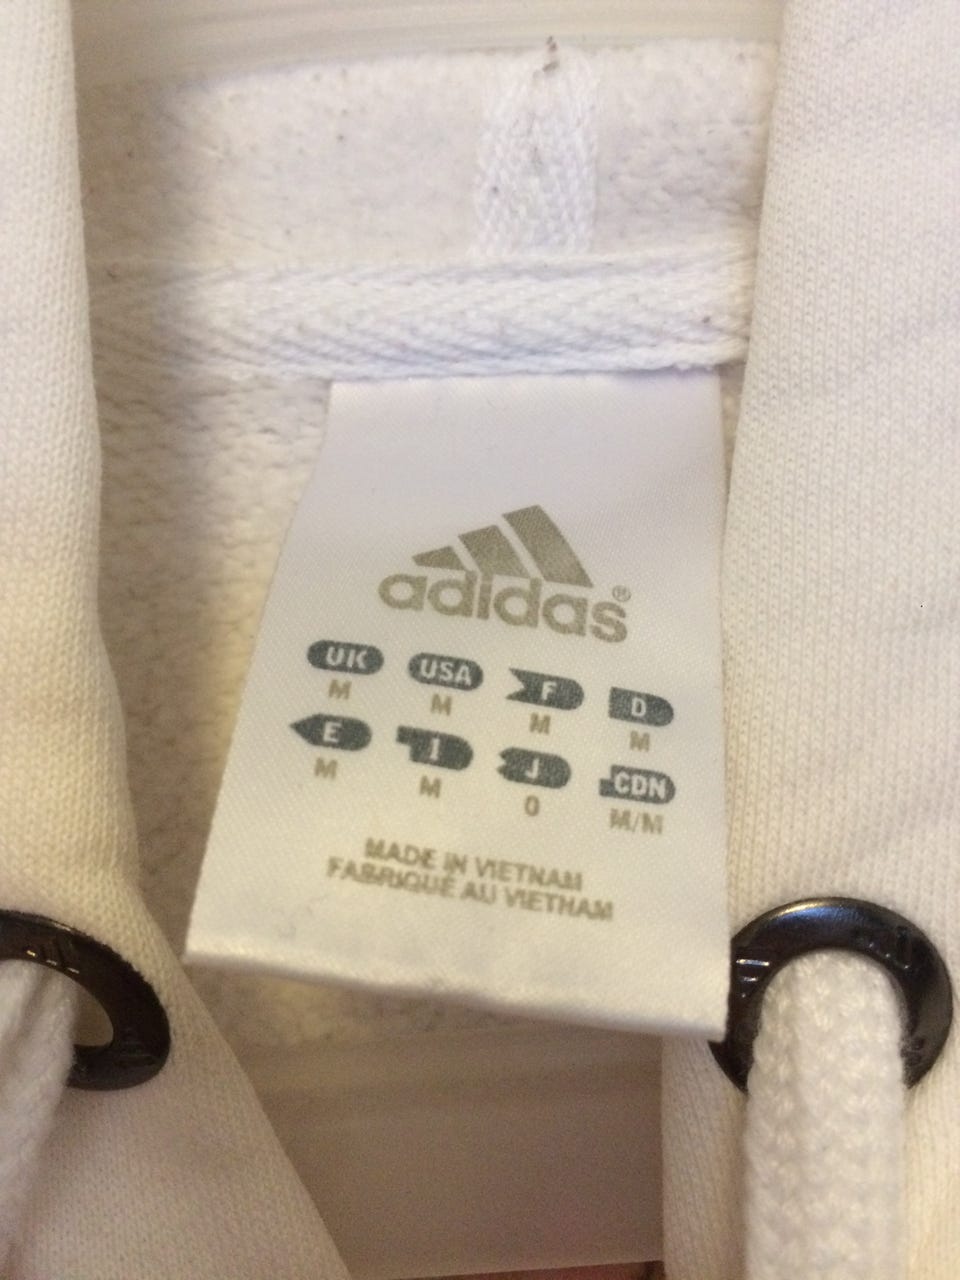 adidas®
UK USA F D
M M M M
E I J CDN
M M O M/M
MADE IN VIETNAM
FABRIQUÉ AU VIETNAM